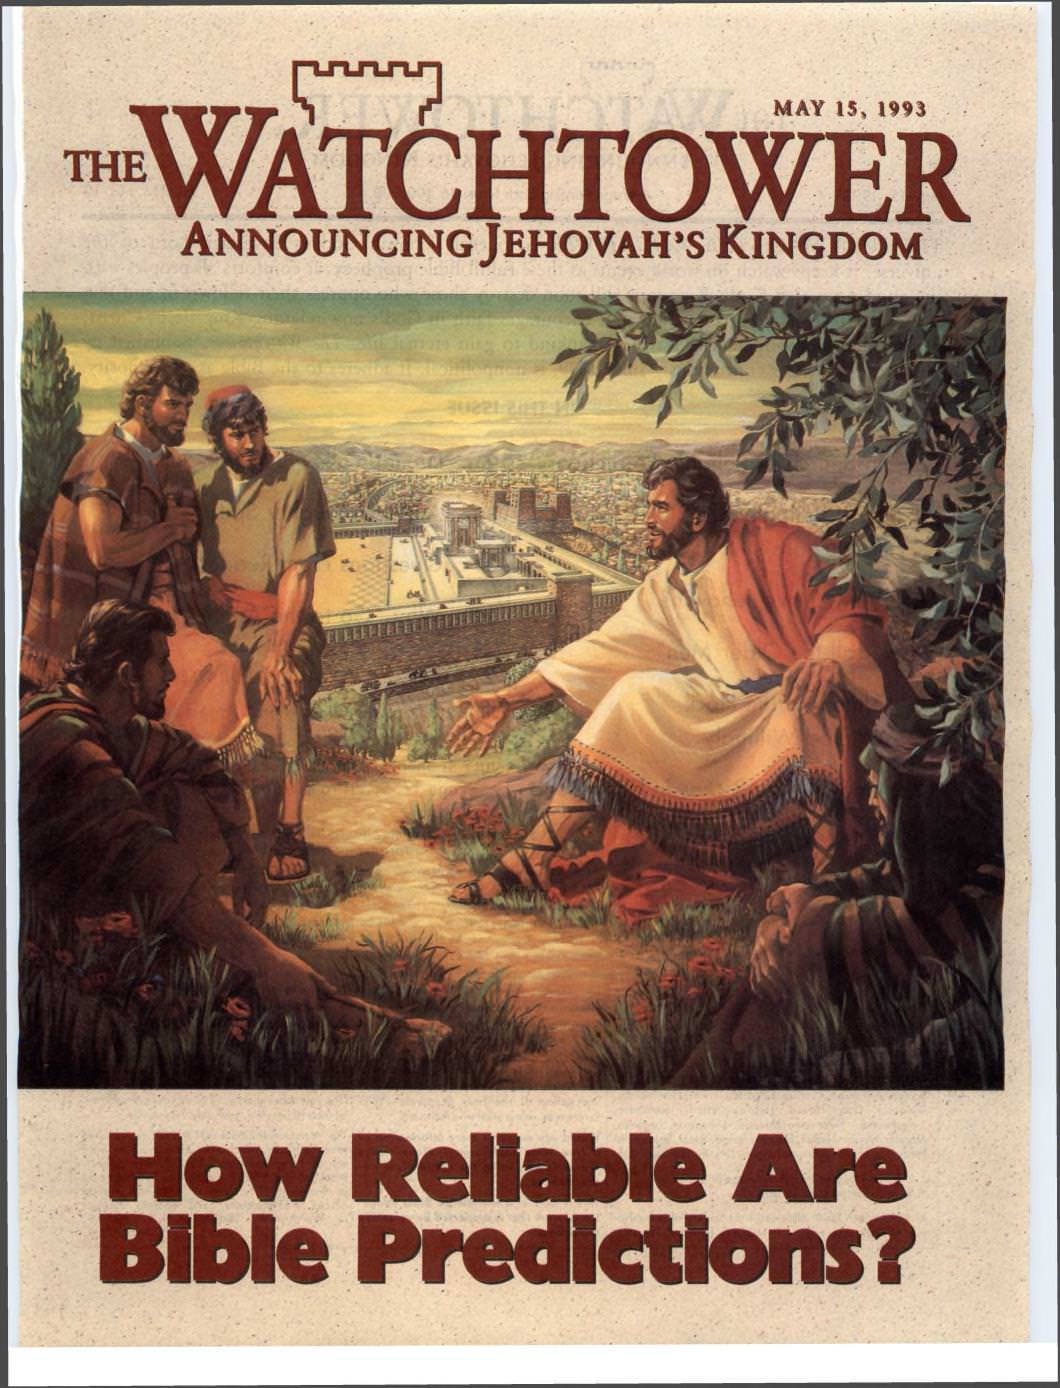 MAY 15, 1993
THE WATCHTOWER
ANNOUNCING JEHOVAH'S KINGDOM
How Reliable Are
Bible Predictions?